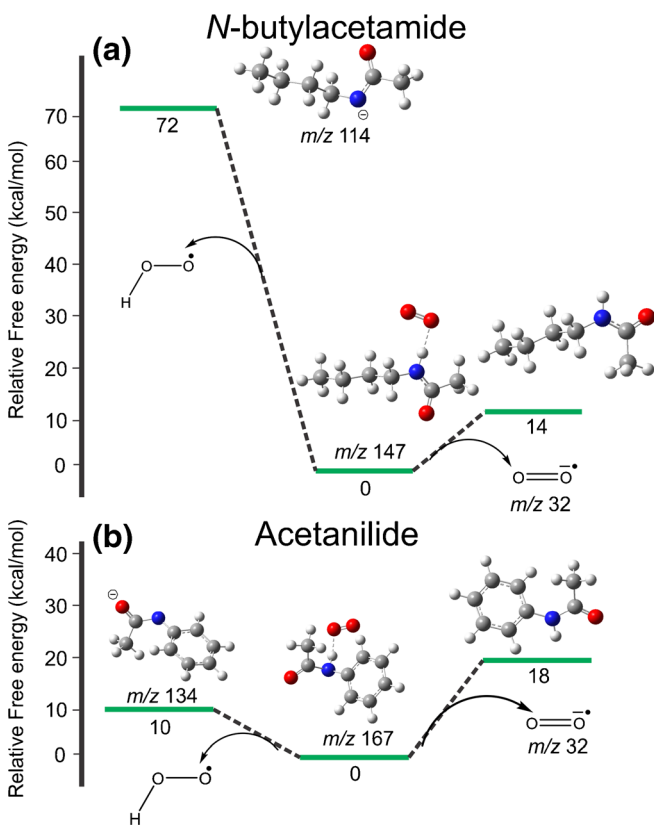 N-butylacetamide
(a)
Relative Free energy (kcal/mol)
70
60
50
40
30
20
10
0
72
⊖
m/z 114
H
O
O•
m/z 147
0
14
O
O−•
m/z 32
(b)
Acetanilide
Relative Free energy (kcal/mol)
40
30
20
10
0
⊖
m/z 134
10
H
O
O•
m/z 167
0
18
O
O−•
m/z 32